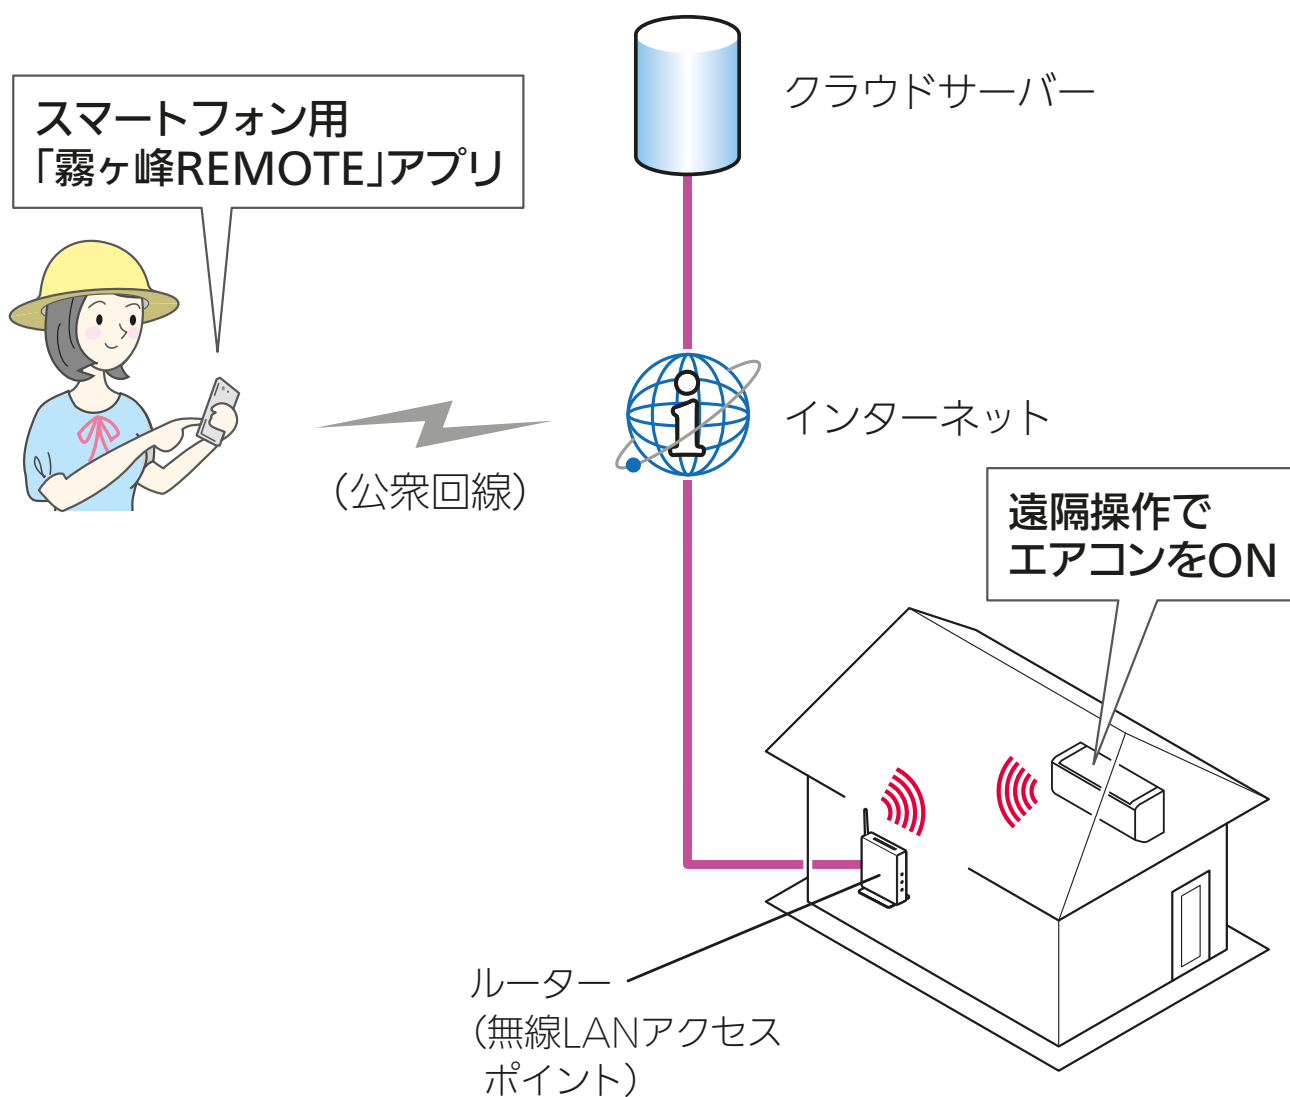 クラウドサーバー
スマートフォン用
「霧ヶ峰REMOTE」アプリ
インターネット
(公衆回線)
遠隔操作で
エアコンをON
ルーター
(無線LANアクセス
ポイント)